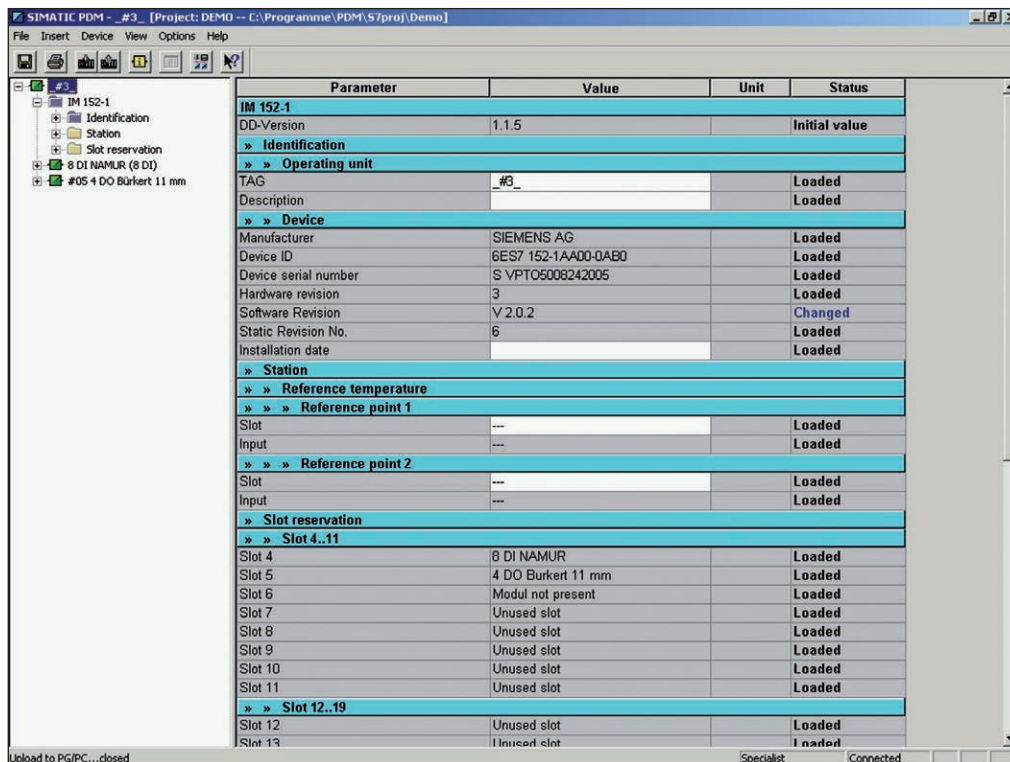 SIMATIC PDM - _#3_ [Project: DEMO -- C:\Programme\PDM\S7proj\Demo]
File Insert Device View Options Help
_#3_
IM 152-1
Identification
Station
Slot reservation
8 DI NAMUR (8 DI)
#05 4 DO Bürkert 11 mm
Parameter Value Unit Status
IM 152-1
DD-Version 1.1.5 Initial value
» Identification
» » Operating unit
TAG _#3_ Loaded
Description Loaded
» » Device
Manufacturer SIEMENS AG Loaded
Device ID 6ES7 152-1AA00-0AB0 Loaded
Device serial number S VPTO5008242005 Loaded
Hardware revision 3 Loaded
Software Revision V 2.0.2 Changed
Static Revision No. 6 Loaded
Installation date Loaded
» Station
» » Reference temperature
» » » Reference point 1
Slot --- Loaded
Input --- Loaded
» » » Reference point 2
Slot --- Loaded
Input --- Loaded
» Slot reservation
» » Slot 4..11
Slot 4 8 DI NAMUR Loaded
Slot 5 4 DO Burkert 11 mm Loaded
Slot 6 Modul not present Loaded
Slot 7 Unused slot Loaded
Slot 8 Unused slot Loaded
Slot 9 Unused slot Loaded
Slot 10 Unused slot Loaded
Slot 11 Unused slot Loaded
» » Slot 12..19
Slot 12 Unused slot Loaded
Slot 13 Unused slot Loaded
Upload to PG/PC...closed Specialist Connected